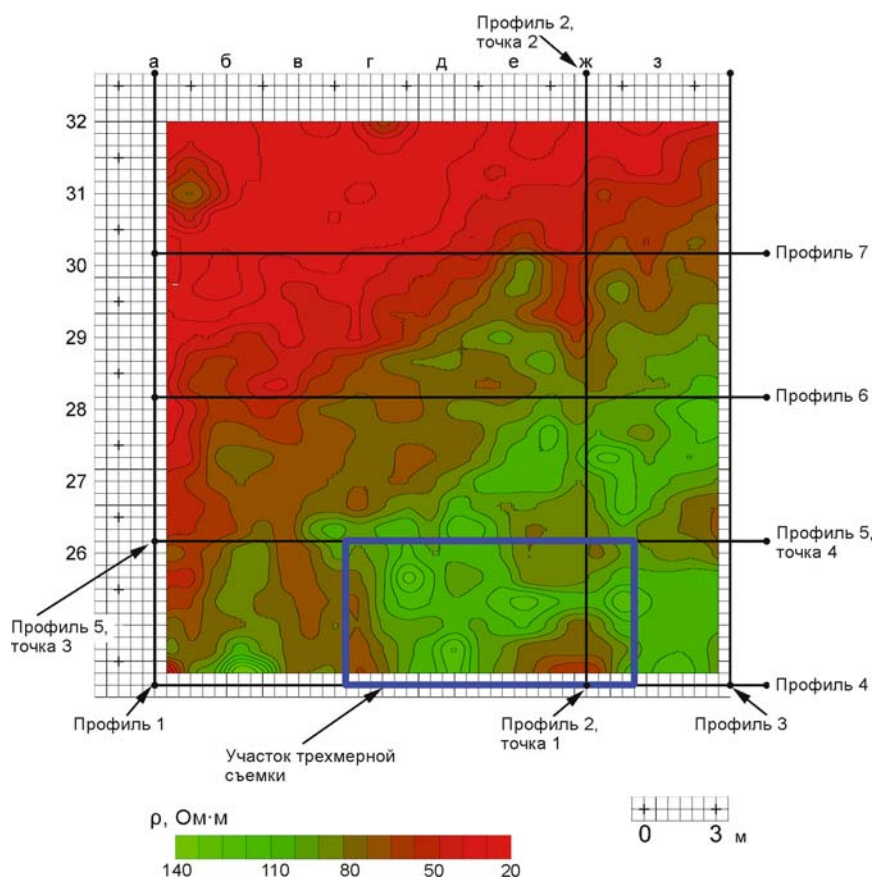 Профиль 2,
точка 2
а б в г д е ж з
32
31
30
29
28
27
26
Профиль 7
Профиль 6
Профиль 5,
точка 4
Профиль 5,
точка 3
Профиль 4
Профиль 1
Участок трехмерной
съемки
Профиль 2,
точка 1
Профиль 3
ρ, Ом·м
140 110 80 50 20
0 3 м